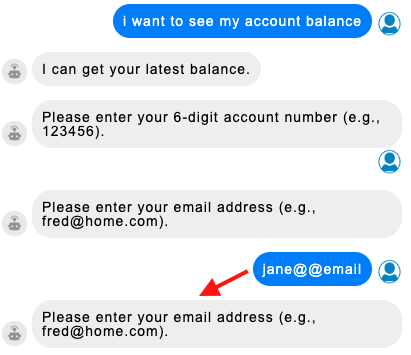 i want to see my account balance
I can get your latest balance.
Please enter your 6-digit account number (e.g.,
123456).
Please enter your email address (e.g.,
fred@home.com).
jane@@email
Please enter your email address (e.g.,
fred@home.com).